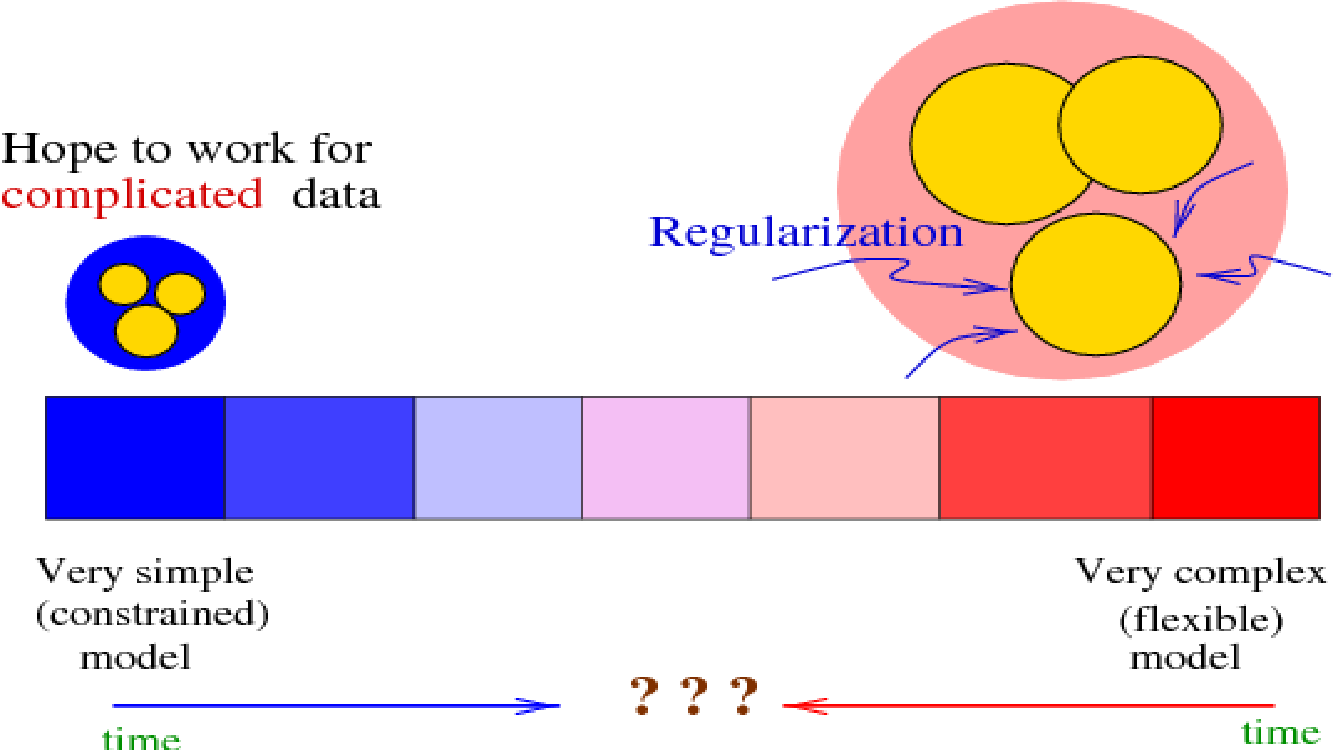 Hope to work for
complicated data
Regularization
Very simple
(constrained)
model
Very complex
(flexible)
model
? ? ?
time
time